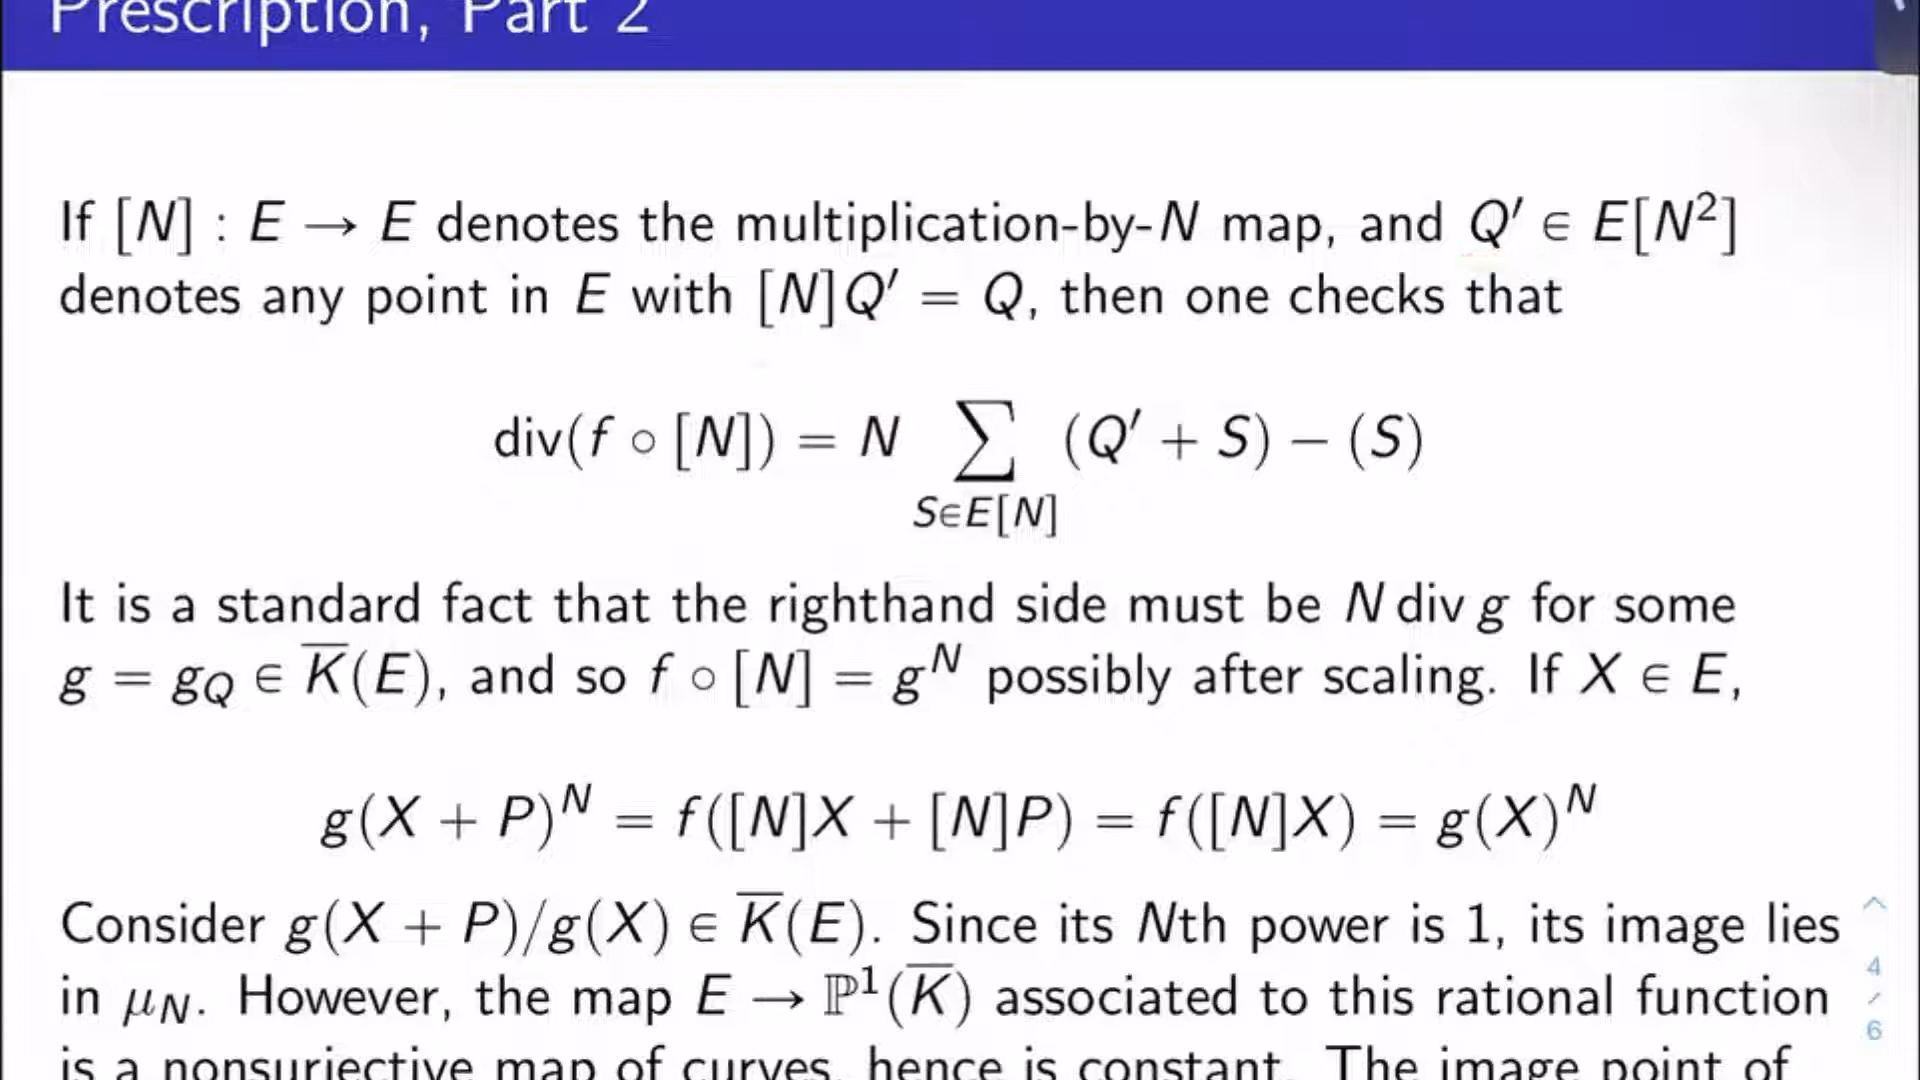 Prescription, Part 2
If [N] : E → E denotes the multiplication-by-N map, and Q′ ∈ E[N²]
denotes any point in E with [N]Q′ = Q, then one checks that
div(f ∘ [N]) = N ∑ (Q′ + S) − (S)
S∈E[N]
It is a standard fact that the righthand side must be N div g for some
g = g_Q ∈ K̅(E), and so f ∘ [N] = g^N possibly after scaling. If X ∈ E,
g(X + P)^N = f([N]X + [N]P) = f([N]X) = g(X)^N
Consider g(X + P)/g(X) ∈ K̅(E). Since its Nth power is 1, its image lies
in μ_N. However, the map E → ℙ¹(K̅) associated to this rational function
is a nonsurjective map of curves, hence is constant. The image point of
4
/
6